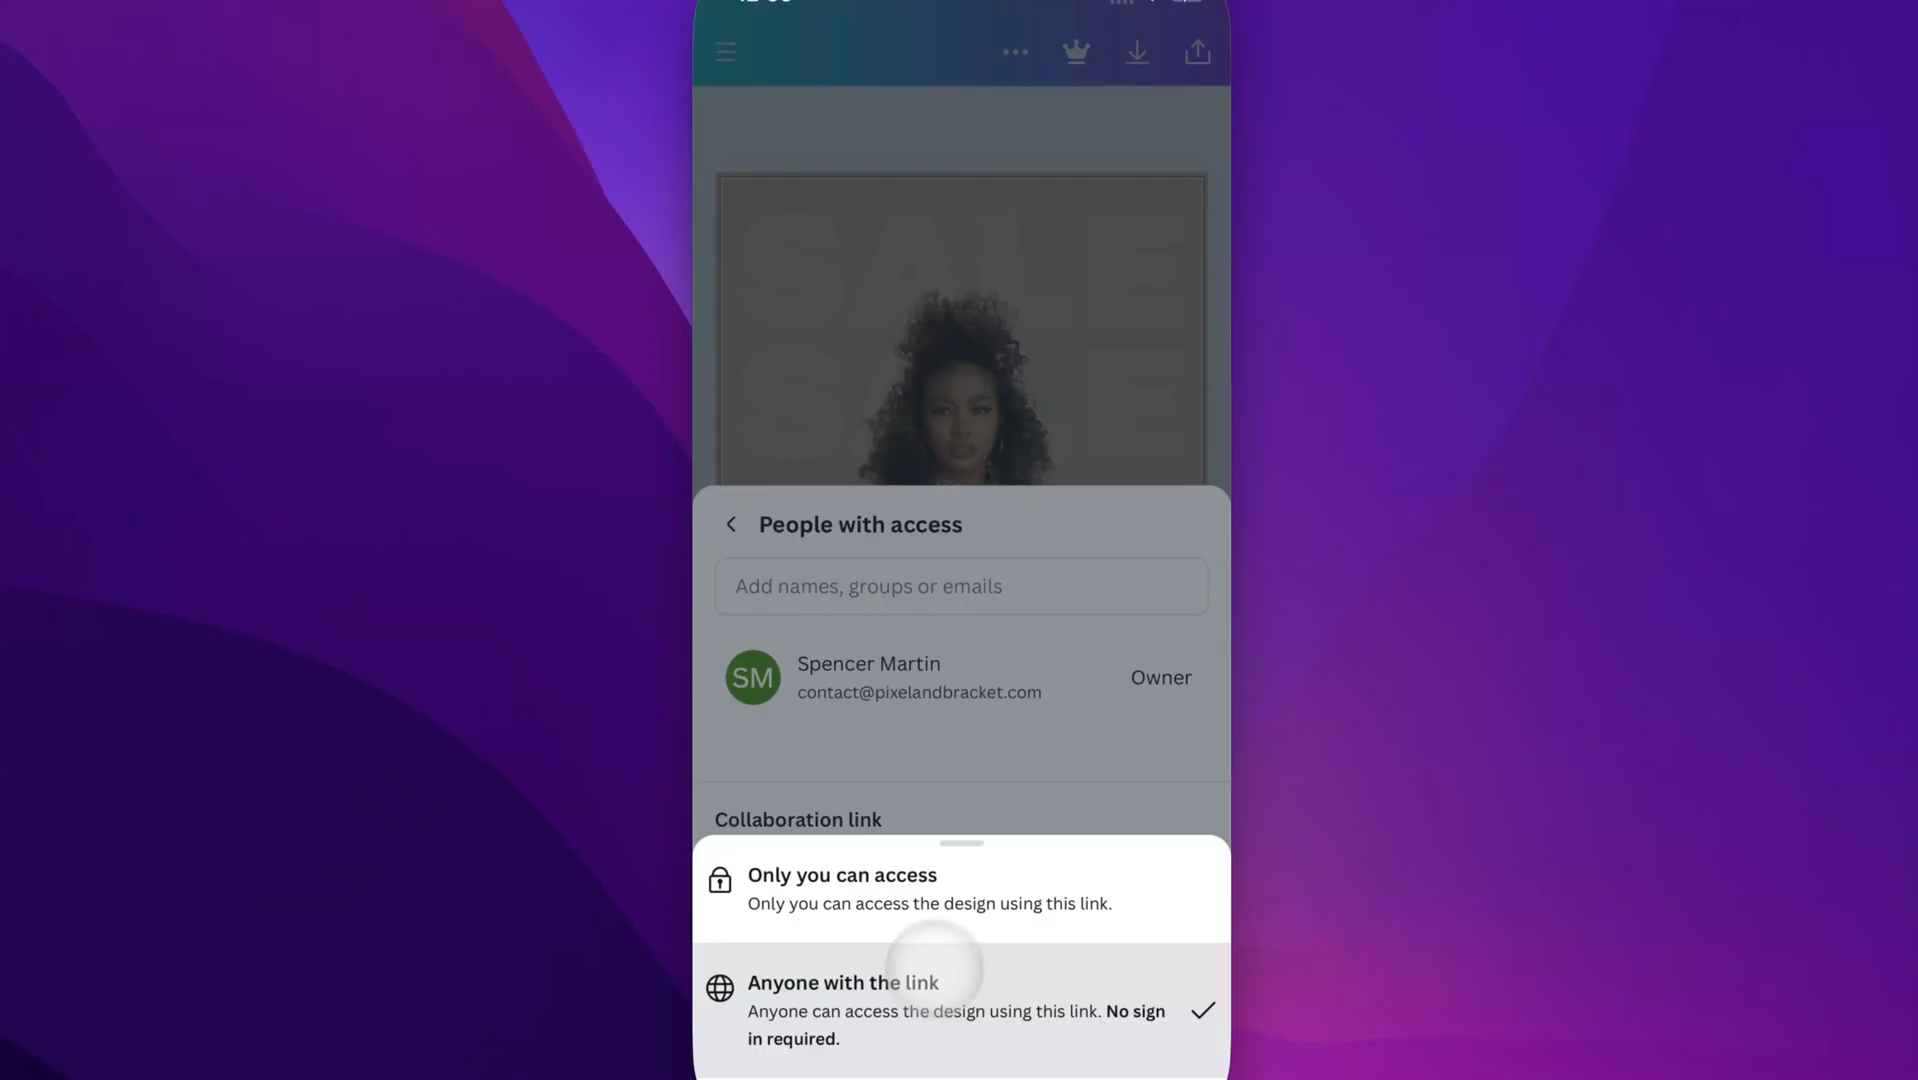 SALE
SALE
People with access
Add names, groups or emails
SM
Spencer Martin
contact@pixelandbracket.com
Owner
Collaboration link
Only you can access
Only you can access the design using this link.
Anyone with the link
Anyone can access the design using this link. No sign
in required.